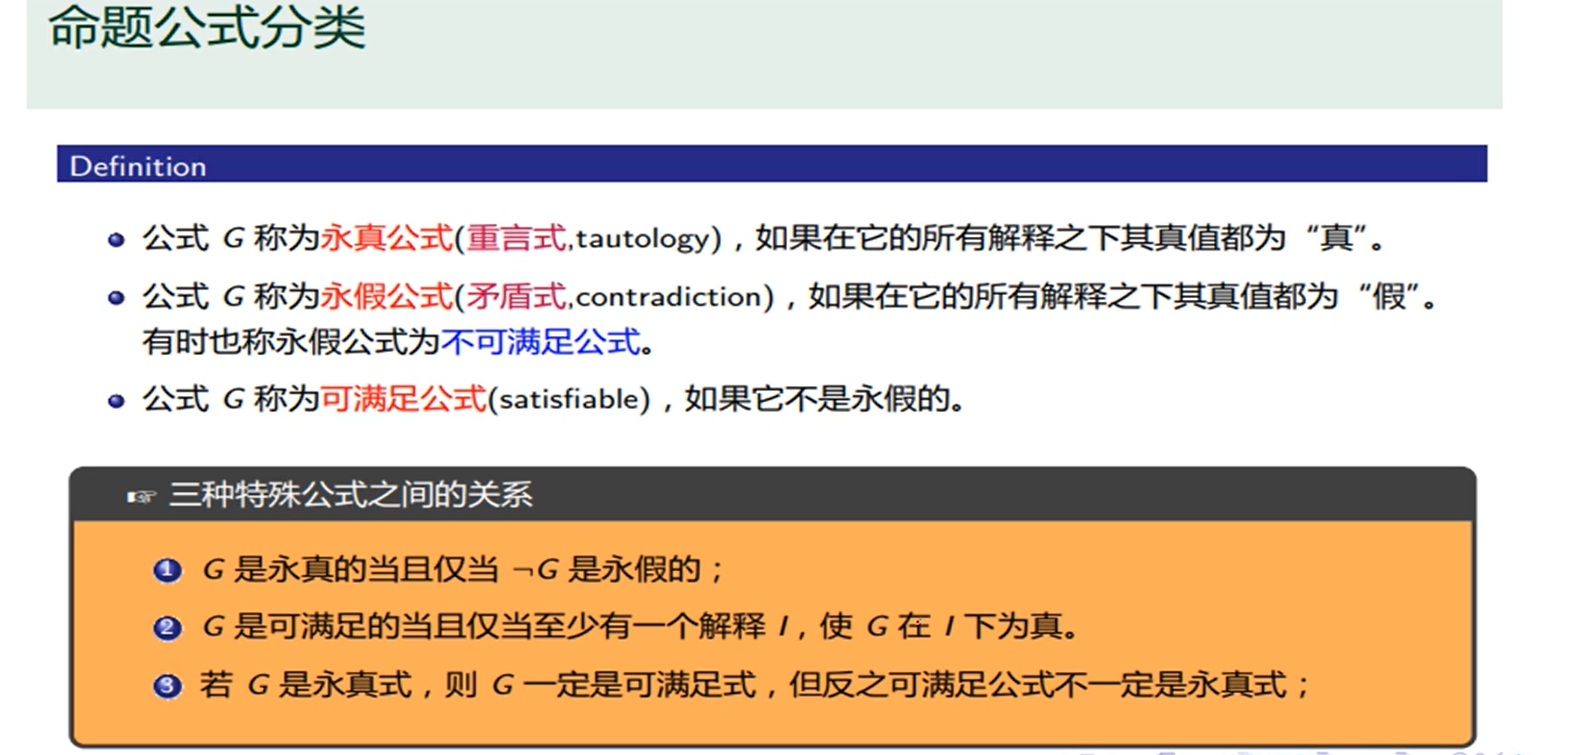 命题公式分类
Definition
公式 G 称为永真公式(重言式,tautology)，如果在它的所有解释之下其真值都为“真”。
公式 G 称为永假公式(矛盾式,contradiction)，如果在它的所有解释之下其真值都为“假”。
有时也称永假公式为不可满足公式。
公式 G 称为可满足公式(satisfiable)，如果它不是永假的。
☞ 三种特殊公式之间的关系
1 G 是永真的当且仅当 ¬G 是永假的；
2 G 是可满足的当且仅当至少有一个解释 I，使 G 在 I 下为真。
3 若 G 是永真式，则 G 一定是可满足式，但反之可满足公式不一定是永真式；